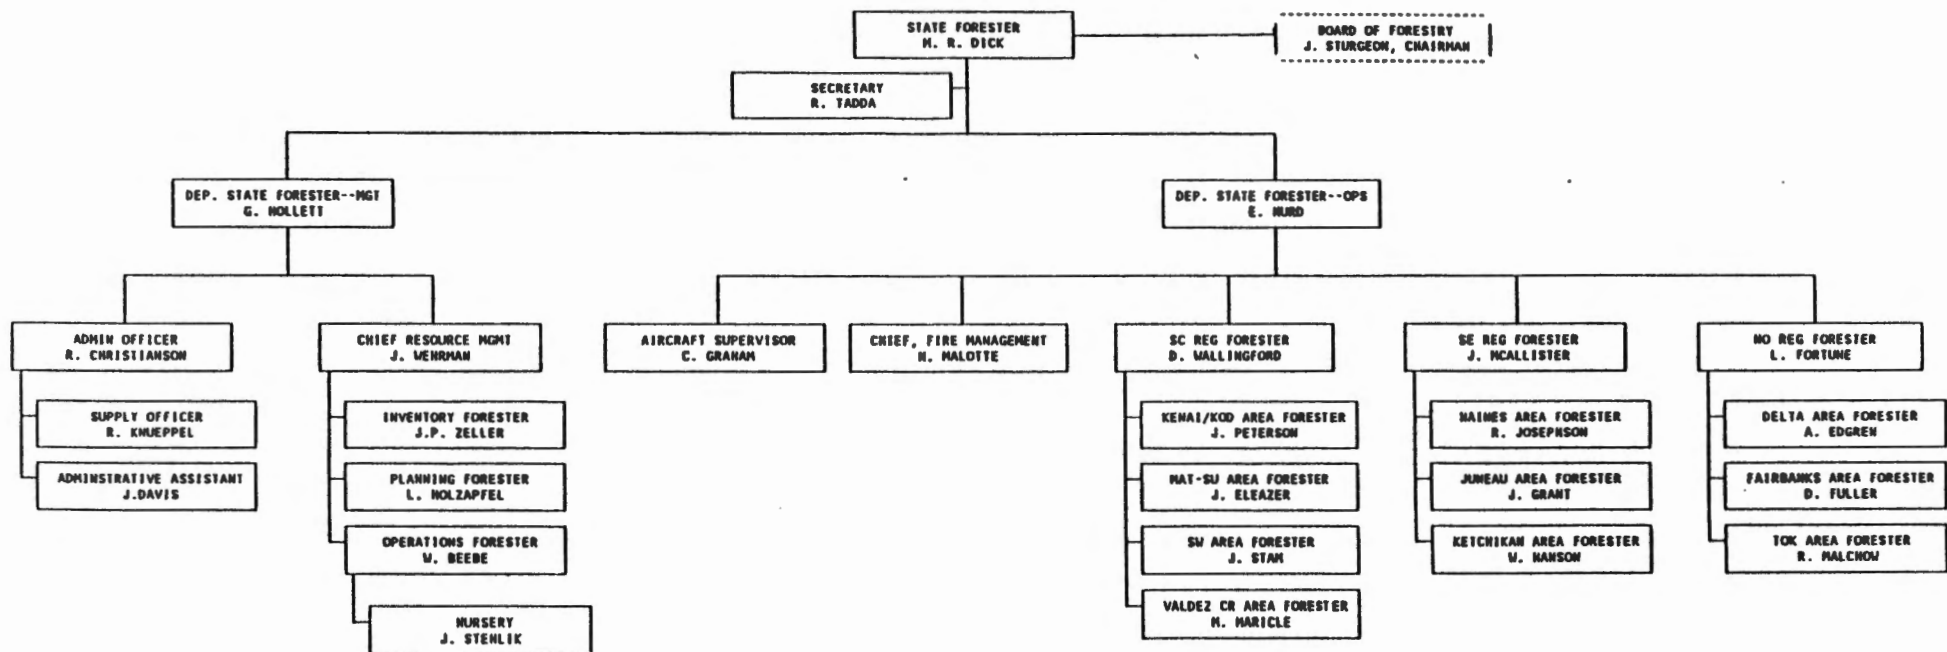 STATE FORESTER
M. R. DICK
BOARD OF FORESTRY
J. STURGEON, CHAIRMAN
SECRETARY
R. TADDA
DEP. STATE FORESTER--MGT
G. HOLLETT
DEP. STATE FORESTER--OPS
E. HURD
ADMIN OFFICER
R. CHRISTIANSON
CHIEF RESOURCE MGMT
J. WEHRMAN
AIRCRAFT SUPERVISOR
C. GRAHAM
CHIEF, FIRE MANAGEMENT
N. MALOTTE
SC REG FORESTER
D. WALLINGFORD
SE REG FORESTER
J. MCALLISTER
NO REG FORESTER
L. FORTUNE
SUPPLY OFFICER
R. KNUEPPEL
ADMINSTRATIVE ASSISTANT
J.DAVIS
INVENTORY FORESTER
J.P. ZELLER
PLANNING FORESTER
L. HOLZAPFEL
OPERATIONS FORESTER
W. BEEBE
NURSERY
J. STEHLIK
KENAI/KOD AREA FORESTER
J. PETERSON
MAT-SU AREA FORESTER
J. ELEAZER
SW AREA FORESTER
J. STAM
VALDEZ CR AREA FORESTER
M. MARICLE
HAINES AREA FORESTER
R. JOSEPHSON
JUNEAU AREA FORESTER
J. GRANT
KETCHIKAN AREA FORESTER
W. HANSON
DELTA AREA FORESTER
A. EDGREN
FAIRBANKS AREA FORESTER
D. FULLER
TOK AREA FORESTER
R. MALCHOW